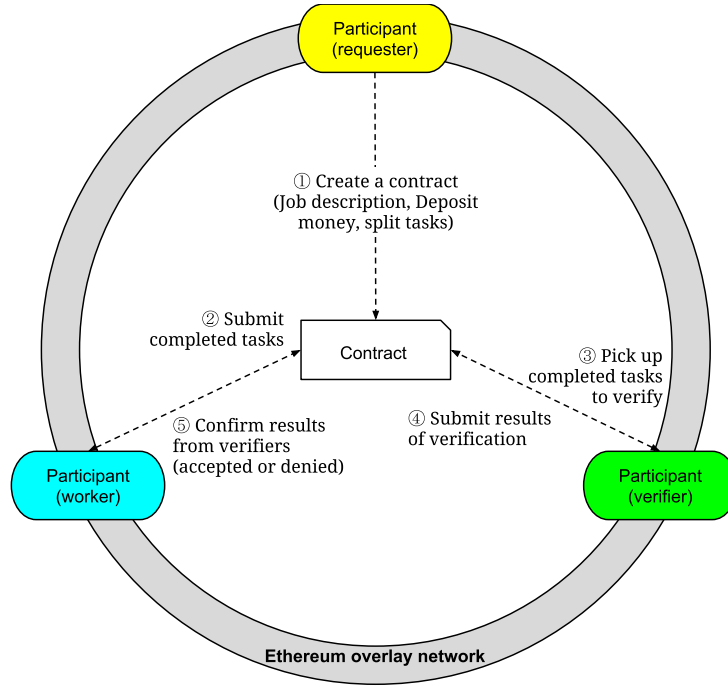 Participant
(requester)
① Create a contract
(Job description, Deposit
money, split tasks)
② Submit
completed tasks
Contract
③ Pick up
completed tasks
to verify
④ Submit results
of verification
⑤ Confirm results
from verifiers
(accepted or denied)
Participant
(worker)
Participant
(verifier)
Ethereum overlay network